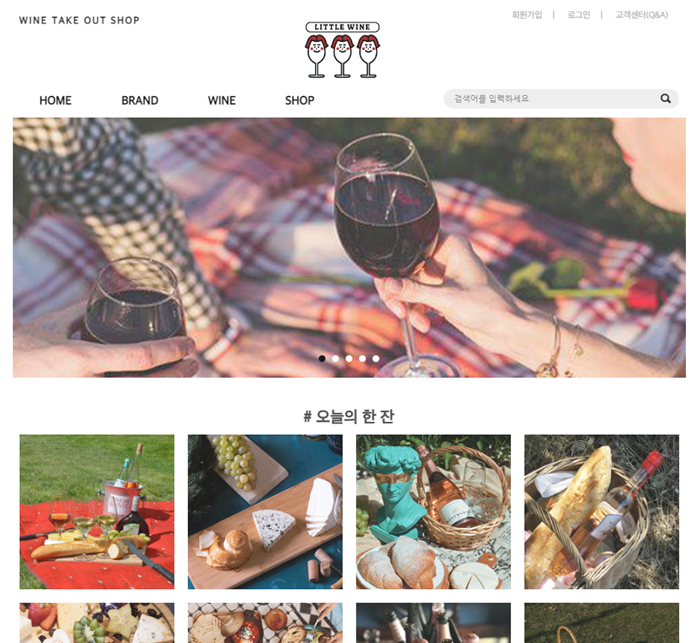 WINE TAKE OUT SHOP
회원가입 | 로그인 | 고객센터(Q&A)
LITTLE WINE
HOME BRAND WINE SHOP
검색어를 입력하세요
# 오늘의 한 잔